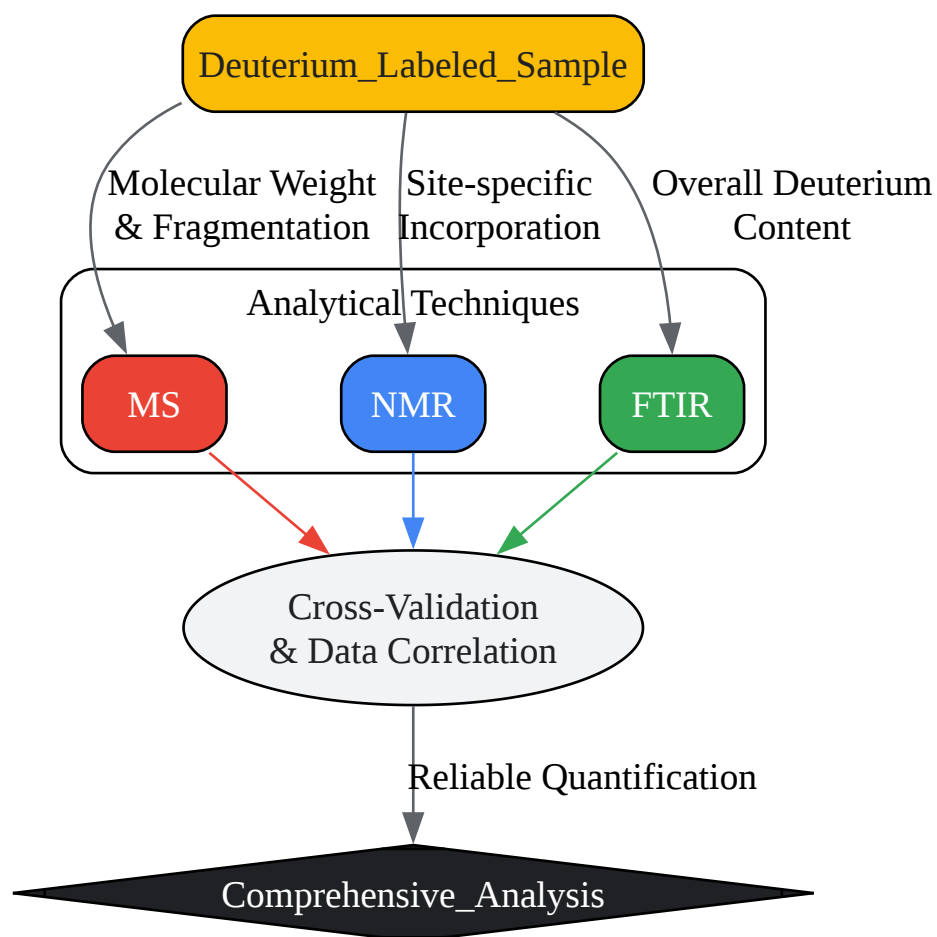 Deuterium_Labeled_Sample
Molecular Weight
& Fragmentation
Site-specific
Incorporation
Overall Deuterium
Content
Analytical Techniques
MS
NMR
FTIR
Cross-Validation
& Data Correlation
Reliable Quantification
Comprehensive_Analysis